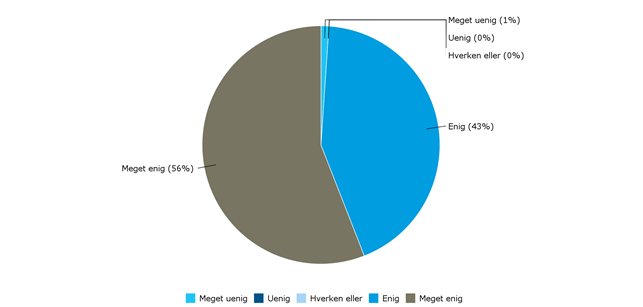 Meget uenig (1%)
Uenig (0%)
Hverken eller (0%)
Enig (43%)
Meget enig (56%)
Meget uenig Uenig Hverken eller Enig Meget enig